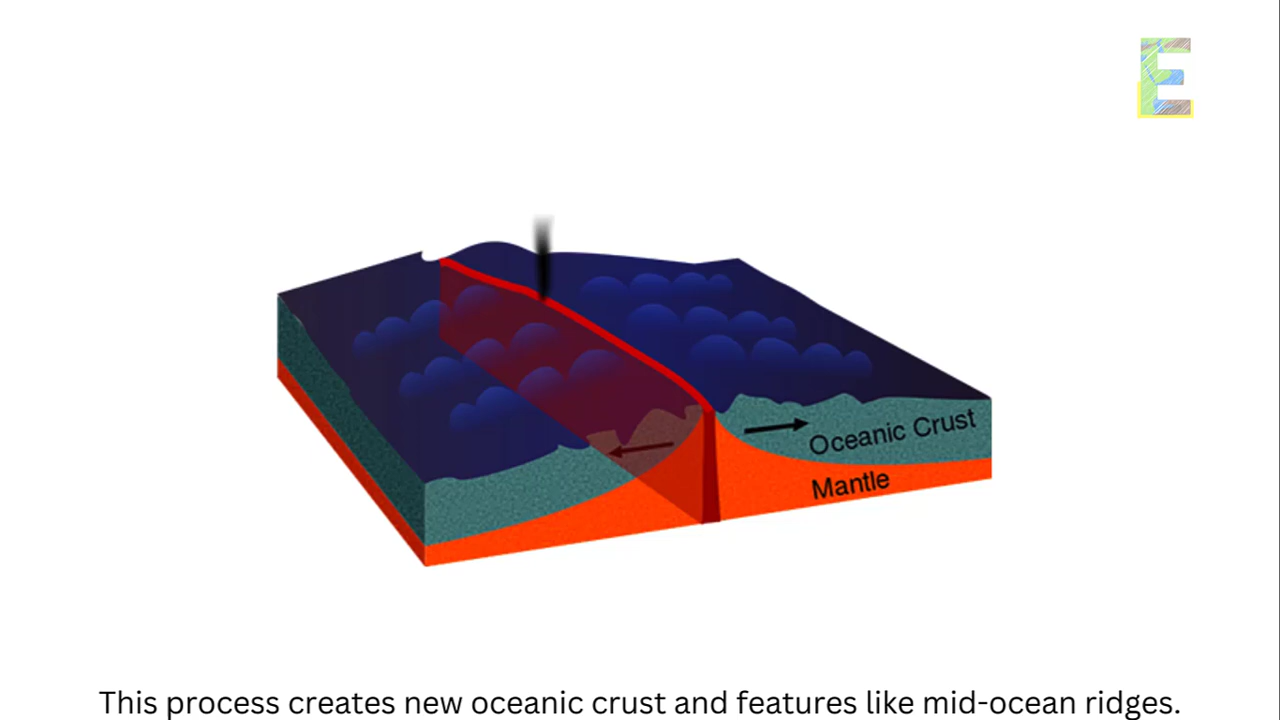 E
Oceanic Crust
Mantle
This process creates new oceanic crust and features like mid-ocean ridges.